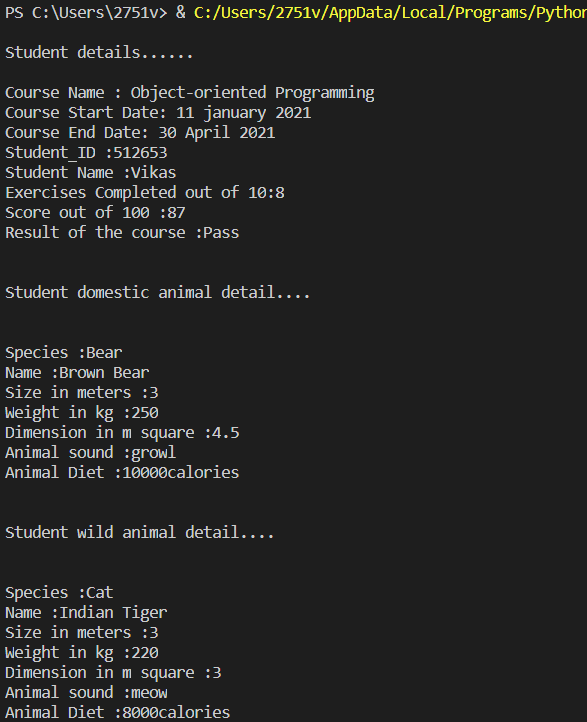 PS C:\Users\2751v> & C:/Users/2751v/AppData/Local/Programs/Python
Student details......
Course Name : Object-oriented Programming
Course Start Date: 11 january 2021
Course End Date: 30 April 2021
Student_ID :512653
Student Name :Vikas
Exercises Completed out of 10:8
Score out of 100 :87
Result of the course :Pass
Student domestic animal detail....
Species :Bear
Name :Brown Bear
Size in meters :3
Weight in kg :250
Dimension in m square :4.5
Animal sound :growl
Animal Diet :10000calories
Student wild animal detail....
Species :Cat
Name :Indian Tiger
Size in meters :3
Weight in kg :220
Dimension in m square :3
Animal sound :meow
Animal Diet :8000calories